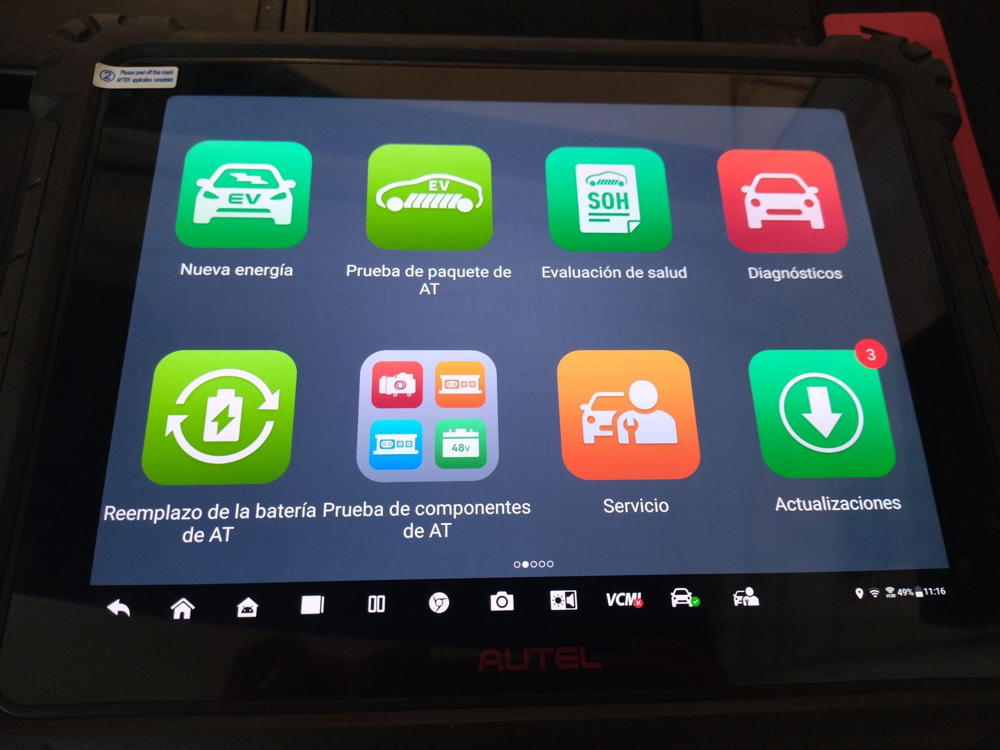 2 Please peel off this mask
AFTER application completed
EV
EV
SOH
Nueva energía
Prueba de paquete de
AT
Evaluación de salud
Diagnósticos
3
48v
Reemplazo de la batería
de AT
Prueba de componentes
de AT
Servicio
Actualizaciones
VCMI
VCMI
49%
11:16
AUTEL